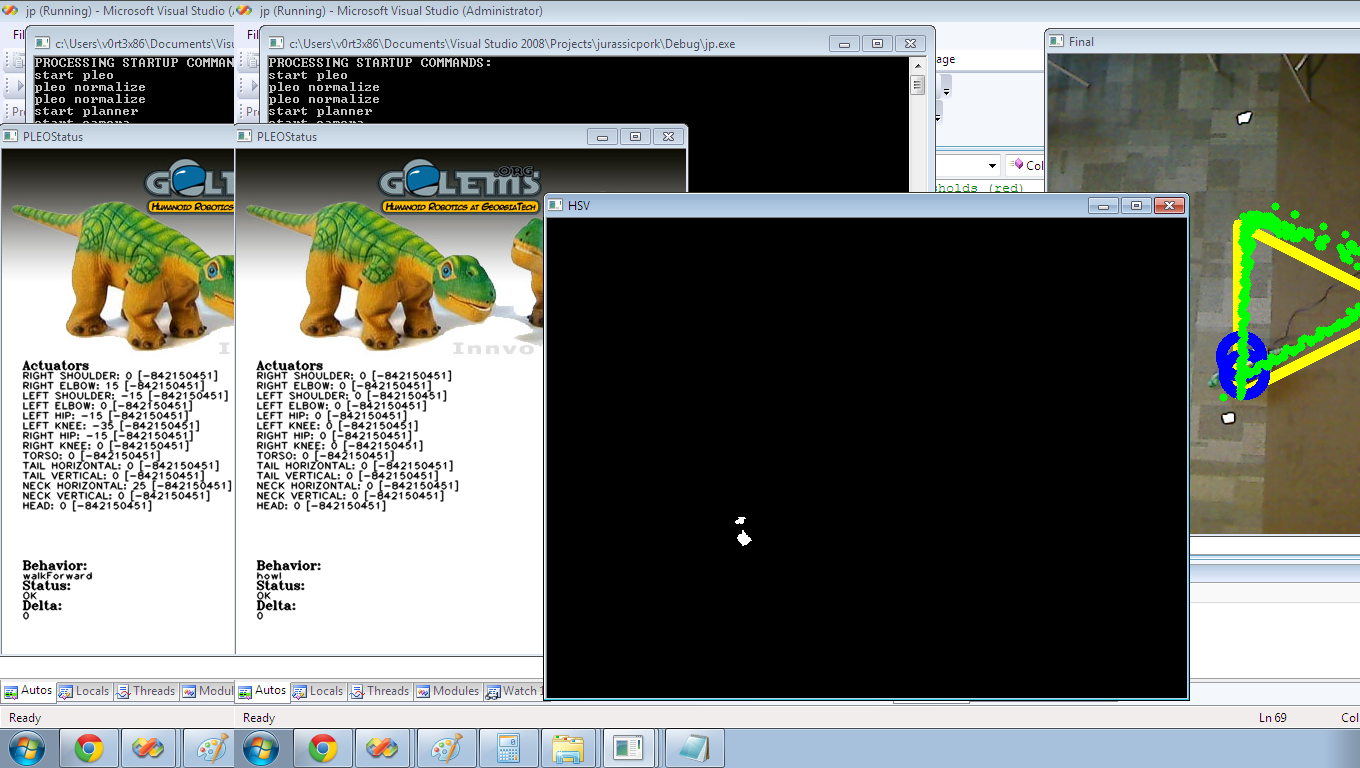 jp (Running) - Microsoft Visual Studio (A
jp (Running) - Microsoft Visual Studio (Administrator)
Fil
Fil
c:\Users\v0rt3x86\Documents\Visu
c:\Users\v0rt3x86\Documents\Visual Studio 2008\Projects\jurassicpork\Debug\jp.exe
Final
PROCESSING STARTUP COMMAN
start pleo
pleo normalize
pleo normalize
start planner
PROCESSING STARTUP COMMANDS:
start pleo
pleo normalize
pleo normalize
start planner
start camera
age
Pr
Pr
Col
sholds (red)
PLEOStatus
PLEOStatus
HSV
GOLEMS
.ORG
HUMANOID ROBOTICS AT GEORGIATECH
HUMANOID ROBOTICS
Innvo
Actuators
RIGHT SHOULDER: 0 [-842150451]
RIGHT ELBOW: 15 [-842150451]
LEFT SHOULDER: -15 [-842150451]
LEFT ELBOW: 0 [-842150451]
LEFT HIP: -15 [-842150451]
LEFT KNEE: -35 [-842150451]
RIGHT HIP: -15 [-842150451]
RIGHT KNEE: 0 [-842150451]
TORSO: 0 [-842150451]
TAIL HORIZONTAL: 0 [-842150451]
TAIL VERTICAL: 0 [-842150451]
NECK HORIZONTAL: 25 [-842150451]
NECK VERTICAL: 0 [-842150451]
HEAD: 0 [-842150451]
Behavior:
walkForward
Status:
OK
Delta:
0
Actuators
RIGHT SHOULDER: 0 [-842150451]
RIGHT ELBOW: 0 [-842150451]
LEFT SHOULDER: 0 [-842150451]
LEFT ELBOW: 0 [-842150451]
LEFT HIP: 0 [-842150451]
LEFT KNEE: 0 [-842150451]
RIGHT HIP: 0 [-842150451]
RIGHT KNEE: 0 [-842150451]
TORSO: 0 [-842150451]
TAIL HORIZONTAL: 0 [-842150451]
TAIL VERTICAL: 0 [-842150451]
NECK HORIZONTAL: 0 [-842150451]
NECK VERTICAL: 0 [-842150451]
HEAD: 0 [-842150451]
Behavior:
howl
Status:
OK
Delta:
0
Autos Locals Threads Modul
Autos Locals Threads Modules Watch 1
Ready
Ready
Ln 69
Col